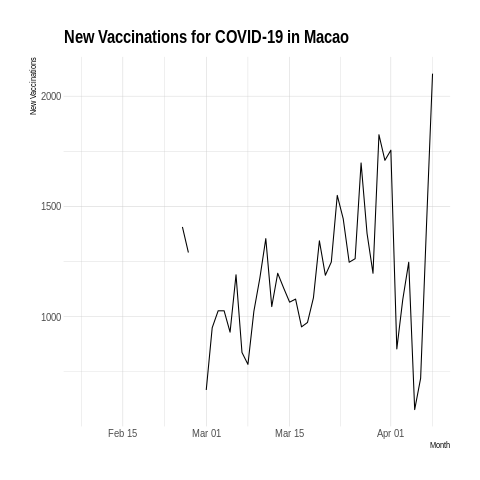 New Vaccinations for COVID-19 in Macao
New Vaccinations
2000
1500
1000
Feb 15
Mar 01
Mar 15
Apr 01
Month